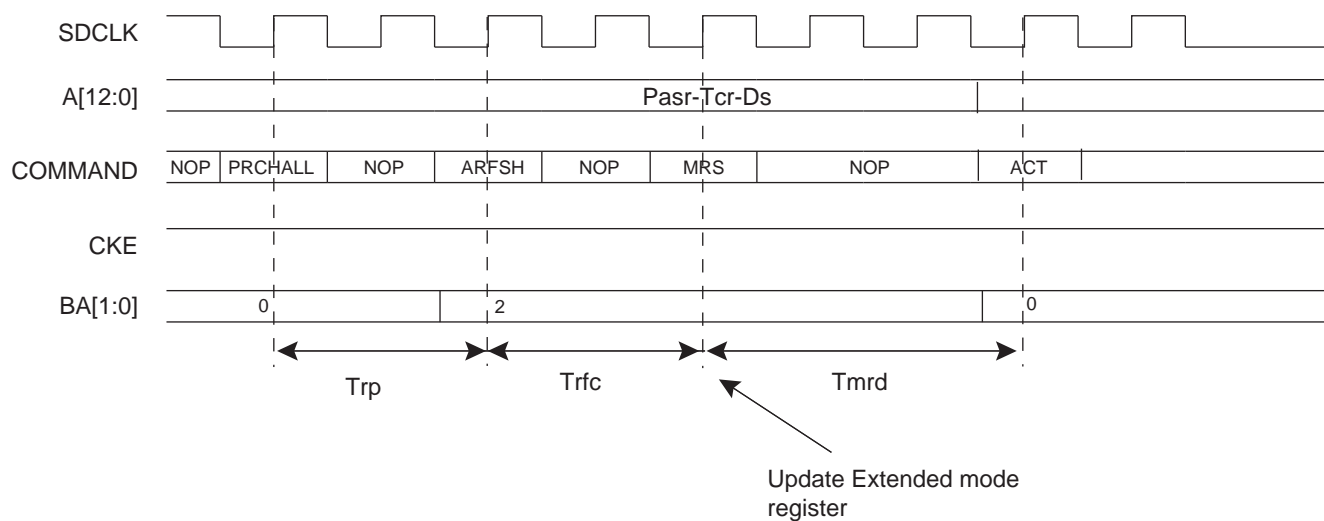 SDCLK
A[12:0] Pasr-Tcr-Ds
COMMAND NOP PRCHALL NOP ARFSH NOP MRS NOP ACT
CKE
BA[1:0] 0 2 0
Trp Trfc Tmrd
Update Extended mode
register